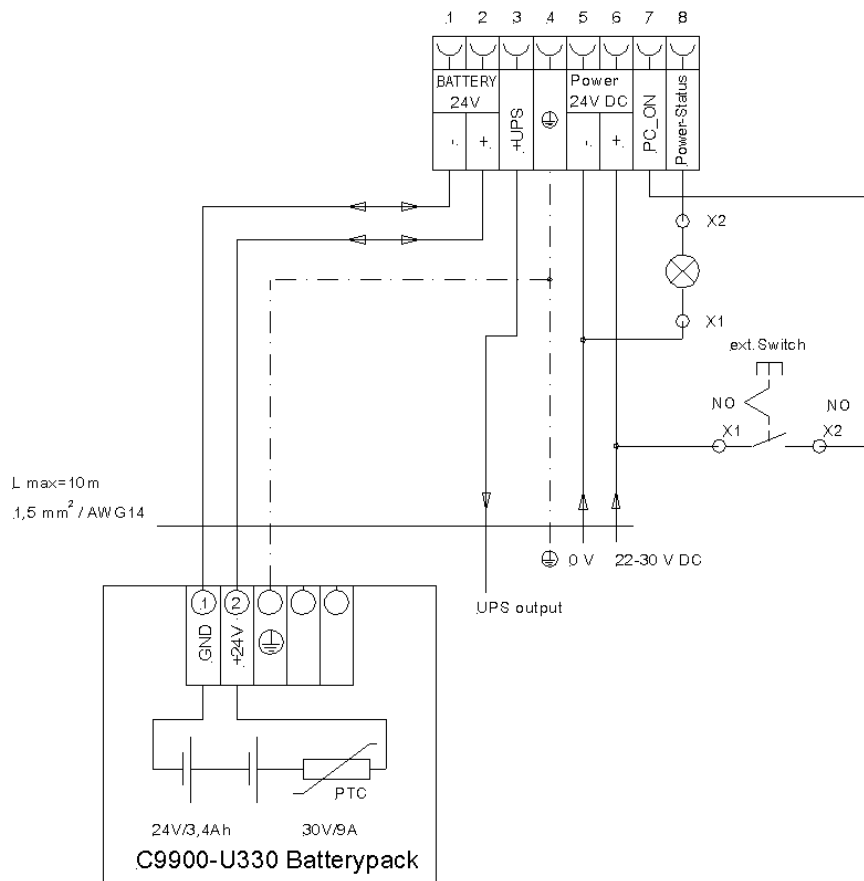 1 2 3 4 5 6 7 8
BATTERY
24V
- +
+UPS
Power
24V DC
- +
PC_ON
Power-Status
X2
X1
ext.Switch
NO NO
X1 X2
L max=10m
1,5 mm² / AWG14
0 V 22-30 V DC
UPS output
1 2
GND
+24V
PTC
24V/3,4Ah 30V/9A
C9900-U330 Batterypack